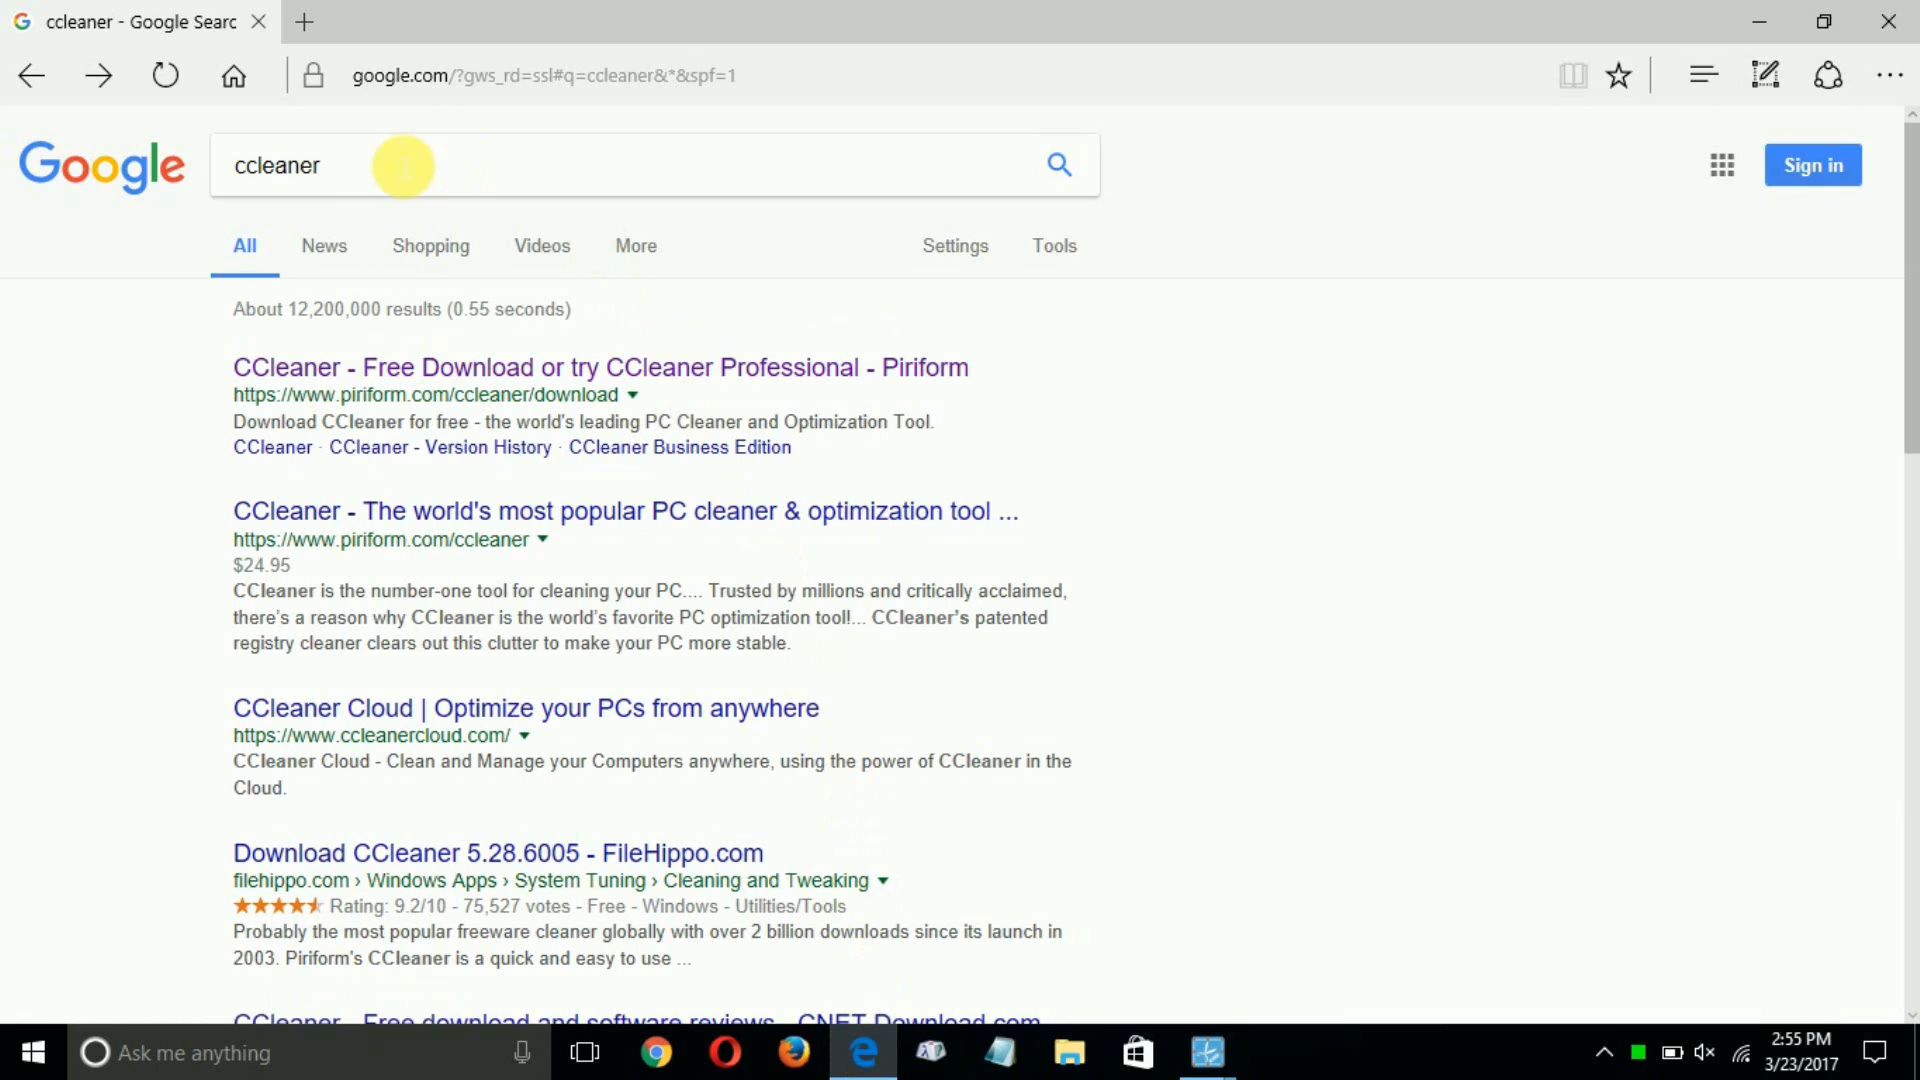 ccleaner - Google Searc
google.com/?gws_rd=ssl#q=ccleaner&*&spf=1
Google
ccleaner
Sign in
All News Shopping Videos More Settings Tools
About 12,200,000 results (0.55 seconds)
CCleaner - Free Download or try CCleaner Professional - Piriform
https://www.piriform.com/ccleaner/download
Download CCleaner for free - the world's leading PC Cleaner and Optimization Tool.
CCleaner · CCleaner - Version History · CCleaner Business Edition
CCleaner - The world's most popular PC cleaner & optimization tool ...
https://www.piriform.com/ccleaner
$24.95
CCleaner is the number-one tool for cleaning your PC.... Trusted by millions and critically acclaimed,
there's a reason why CCleaner is the world's favorite PC optimization tool!... CCleaner's patented
registry cleaner clears out this clutter to make your PC more stable.
CCleaner Cloud | Optimize your PCs from anywhere
https://www.ccleanercloud.com/
CCleaner Cloud - Clean and Manage your Computers anywhere, using the power of CCleaner in the
Cloud.
Download CCleaner 5.28.6005 - FileHippo.com
filehippo.com › Windows Apps › System Tuning › Cleaning and Tweaking
Rating: 9.2/10 - 75,527 votes - Free - Windows - Utilities/Tools
Probably the most popular freeware cleaner globally with over 2 billion downloads since its launch in
2003. Piriform's CCleaner is a quick and easy to use ...
CCleaner - Free download and software reviews - CNET Download.com
Ask me anything
2:55 PM
3/23/2017